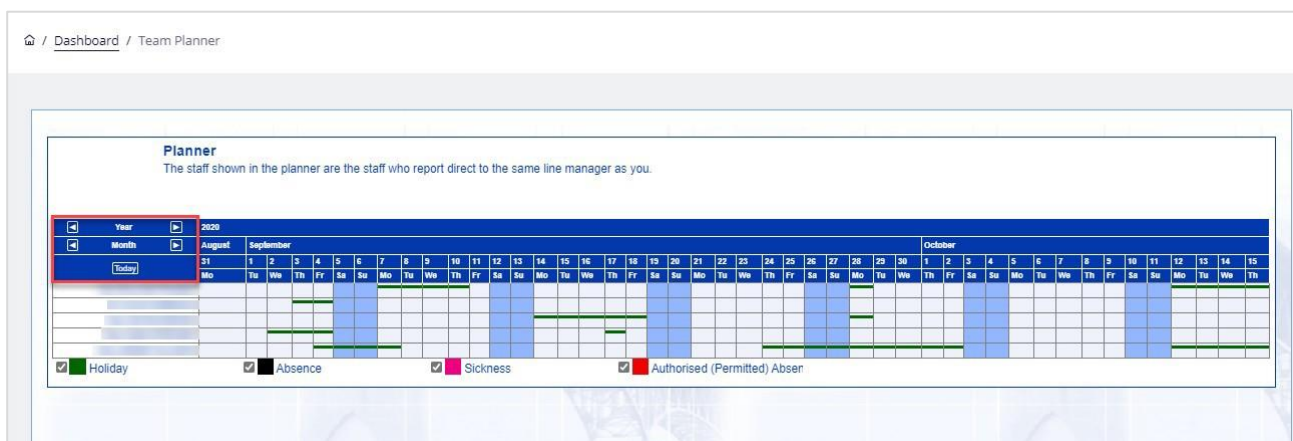 / Dashboard / Team Planner
Planner
The staff shown in the planner are the staff who report direct to the same line manager as you.
Year 2020
Month August September October
Today 31 1 2 3 4 5 6 7 8 9 10 11 12 13 14 15 16 17 18 19 20 21 22 23 24 25 26 27 28 29 30 1 2 3 4 5 6 7 8 9 10 11 12 13 14 15
Mo Tu We Th Fr Sa Su Mo Tu We Th Fr Sa Su Mo Tu We Th Fr Sa Su Mo Tu We Th Fr Sa Su Mo Tu We Th Fr Sa Su Mo Tu We Th Fr Sa Su Mo Tu We Th
Holiday Absence Sickness Authorised (Permitted) Absen